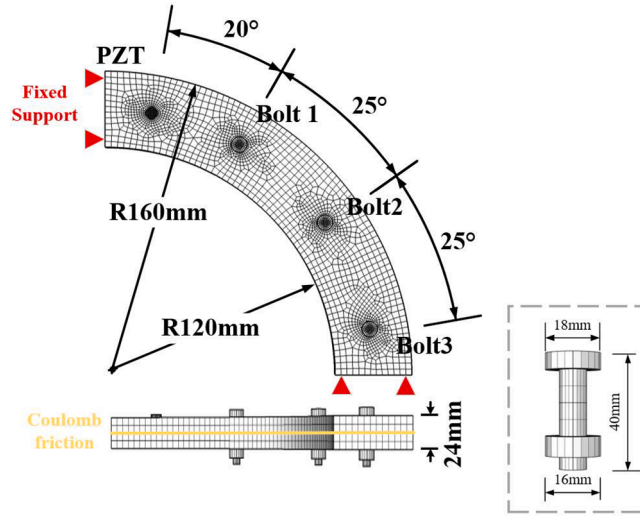 20°
PZT
Fixed
Support
Bolt 1
25°
R160mm
Bolt2
25°
R120mm
Bolt3
18mm
Coulomb
friction
24mm
40mm
16mm